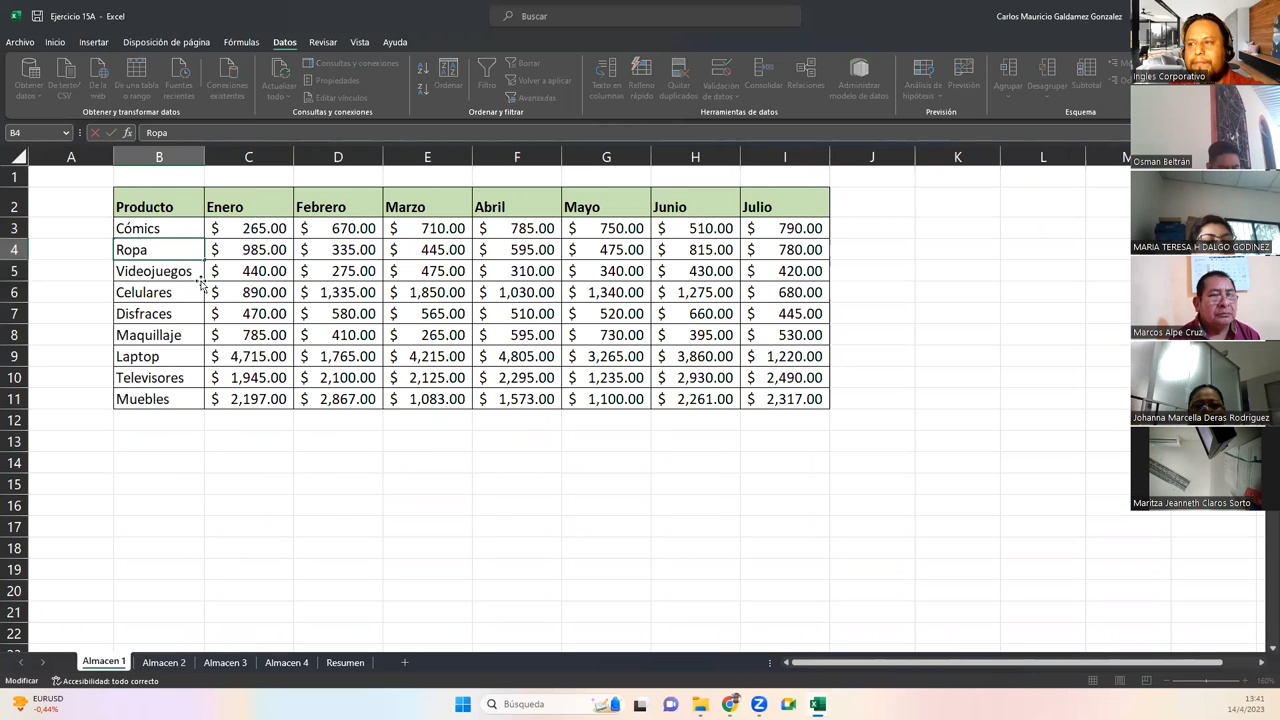 Ejercicio 15A - Excel
Buscar
Carlos Mauricio Galdamez Gonzalez
Archivo Inicio Insertar Disposición de página Fórmulas Datos Revisar Vista Ayuda
Obtener datos
De texto/CSV
De la web
De una tabla o rango
Fuentes recientes
Conexiones existentes
Obtener y transformar datos
Actualizar todo
Consultas y conexiones
Propiedades
Editar vínculos
Consultas y conexiones
Filtro
Borrar
Volver a aplicar
Avanzadas
Ordenar y filtrar
Texto en columnas
Relleno rápido
Quitar duplicados
Validación de datos
Consolidar
Relaciones
Administrar modelo de datos
Herramientas de datos
Análisis de hipótesis
Previsión
Previsión
Agrupar
Desagrupar
Subtotal
Esquema
B4 Ropa
A B C D E F G H I J K L M
1
2 Producto Enero Febrero Marzo Abril Mayo Junio Julio
3 Cómics $ 265.00 $ 670.00 $ 710.00 $ 785.00 $ 750.00 $ 510.00 $ 790.00
4 Ropa $ 985.00 $ 335.00 $ 445.00 $ 595.00 $ 475.00 $ 815.00 $ 780.00
5 Videojuegos $ 440.00 $ 275.00 $ 475.00 $ 310.00 $ 340.00 $ 430.00 $ 420.00
6 Celulares $ 890.00 $ 1,335.00 $ 1,850.00 $ 1,030.00 $ 1,340.00 $ 1,275.00 $ 680.00
7 Disfraces $ 470.00 $ 580.00 $ 565.00 $ 510.00 $ 520.00 $ 660.00 $ 445.00
8 Maquillaje $ 785.00 $ 410.00 $ 265.00 $ 595.00 $ 730.00 $ 395.00 $ 530.00
9 Laptop $ 4,715.00 $ 1,765.00 $ 4,215.00 $ 4,805.00 $ 3,265.00 $ 3,860.00 $ 1,220.00
10 Televisores $ 1,945.00 $ 2,100.00 $ 2,125.00 $ 2,295.00 $ 1,235.00 $ 2,930.00 $ 2,490.00
11 Muebles $ 2,197.00 $ 2,867.00 $ 1,083.00 $ 1,573.00 $ 1,100.00 $ 2,261.00 $ 2,317.00
12
13
14
15
16
17
18
19
20
21
22
Ingles Corporativo
Osman Beltrán
MARIA TERESA HIDALGO GODINEZ
Marcos Alpe Cruz
Johanna Marcella Deras Rodriguez
Maritza Jeanneth Claros Sorto
Almacen 1 Almacen 2 Almacen 3 Almacen 4 Resumen
Modificar Accesibilidad: todo correcto 160%
EURUSD
-0,44%
Búsqueda
13:41
14/4/2023